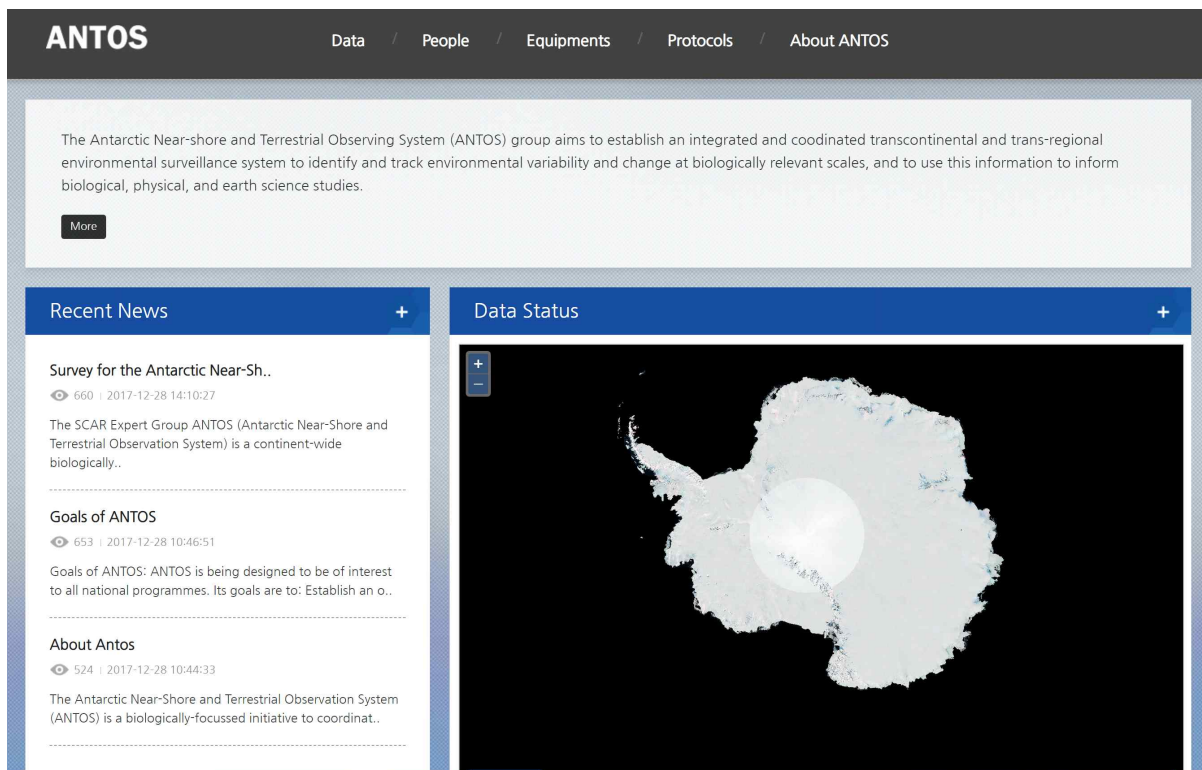 ANTOS
Data / People / Equipments / Protocols / About ANTOS
The Antarctic Near-shore and Terrestrial Observing System (ANTOS) group aims to establish an integrated and coodinated transcontinental and trans-regional
environmental surveillance system to identify and track environmental variability and change at biologically relevant scales, and to use this information to inform
biological, physical, and earth science studies.
More
Recent News +
Survey for the Antarctic Near-Sh..
660 | 2017-12-28 14:10:27
The SCAR Expert Group ANTOS (Antarctic Near-Shore and
Terrestrial Observation System) is a continent-wide
biologically..
Goals of ANTOS
653 | 2017-12-28 10:46:51
Goals of ANTOS: ANTOS is being designed to be of interest
to all national programmes. Its goals are to: Establish an o..
About Antos
524 | 2017-12-28 10:44:33
The Antarctic Near-Shore and Terrestrial Observation System
(ANTOS) is a biologically-focussed initiative to coordinat..
Data Status +
+
−